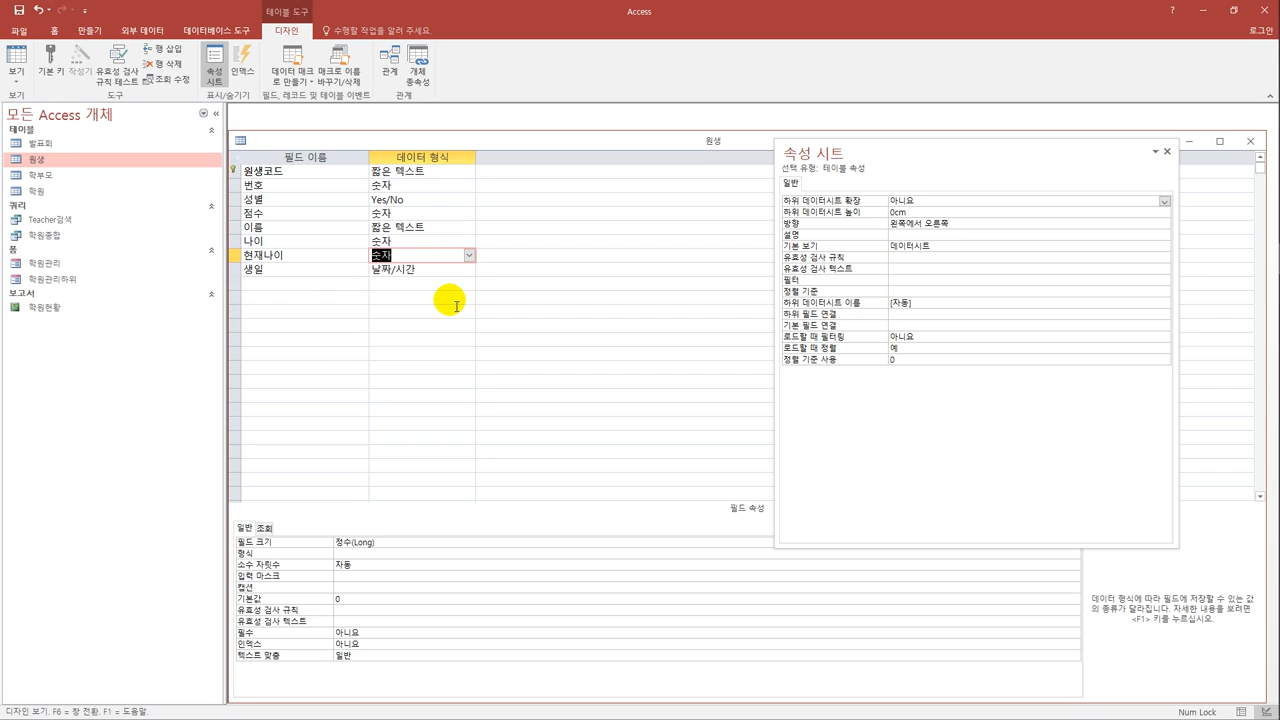 테이블 도구
Access
파일
홈
만들기
외부 데이터
데이터베이스 도구
디자인
수행할 작업을 알려 주세요.
로그인
보기
기본 키
작성기
유효성 검사
규칙 테스트
행 삽입
행 삭제
조회 수정
속성
시트
인덱스
데이터 매크
로 만들기
매크로 이름
바꾸기/삭제
관계
개체
종속성
보기
도구
표시/숨기기
필드, 레코드 및 테이블 이벤트
관계
모든 Access 개체
테이블
발표회
원생
학부모
학원
쿼리
Teacher검색
학원종합
폼
학원관리
학원관리하위
보고서
학원현황
원생
필드 이름 데이터 형식
원생코드 짧은 텍스트
번호 숫자
성별 Yes/No
점수 숫자
이름 짧은 텍스트
나이 숫자
현재나이 숫자
생일 날짜/시간
속성 시트
선택 유형: 테이블 속성
일반
하위 데이터시트 확장 아니요
하위 데이터시트 높이 0cm
방향 왼쪽에서 오른쪽
설명
기본 보기 데이터시트
유효성 검사 규칙
유효성 검사 텍스트
필터
정렬 기준
하위 데이터시트 이름 [자동]
하위 필드 연결
기본 필드 연결
로드할 때 필터링 아니요
로드할 때 정렬 예
정렬 기준 사용 0
필드 속성
일반 조회
필드 크기 정수(Long)
형식
소수 자릿수 자동
입력 마스크
캡션
기본값 0
유효성 검사 규칙
유효성 검사 텍스트
필수 아니요
인덱스 아니요
텍스트 맞춤 일반
데이터 형식에 따라 필드에 저장할 수 있는 값
의 종류가 달라집니다. 자세한 내용을 보려면
<F1> 키를 누르십시오.
디자인 보기. F6 = 창 전환. F1 = 도움말.
Num Lock